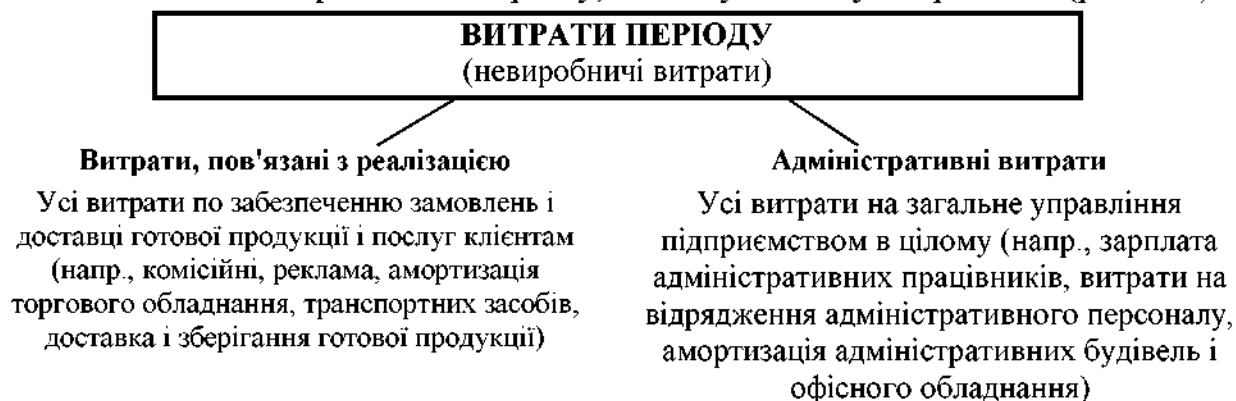 ВИТРАТИ ПЕРІОДУ
(невиробничі витрати)
Витрати, пов'язані з реалізацією
Усі витрати по забезпеченню замовлень і
доставці готової продукції і послуг клієнтам
(напр., комісійні, реклама, амортизація
торгового обладнання, транспортних засобів,
доставка і зберігання готової продукції)
Адміністративні витрати
Усі витрати на загальне управління
підприємством в цілому (напр., зарплата
адміністративних працівників, витрати на
відрядження адміністративного персоналу,
амортизація адміністративних будівель і
офісного обладнання)